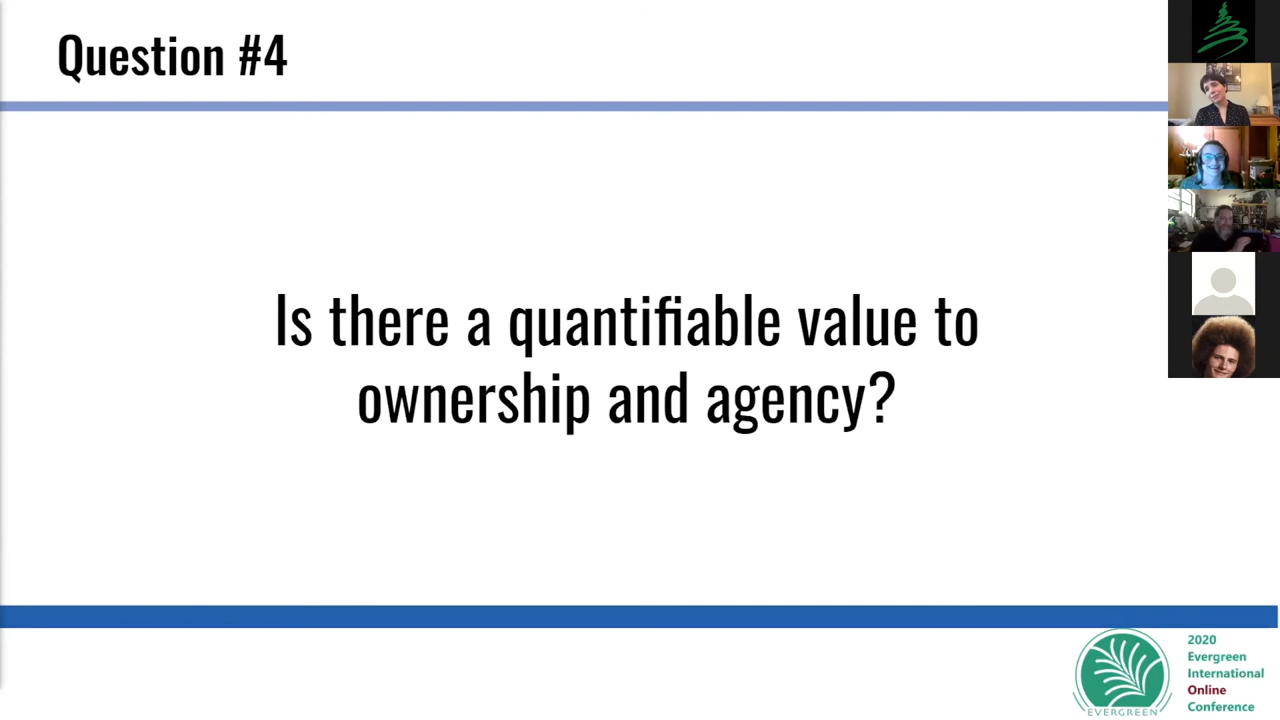 Question #4
Is there a quantifiable value to
ownership and agency?
EVERGREEN
2020
Evergreen
International
Online
Conference